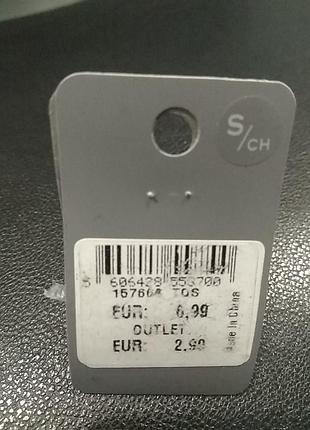 S/CH
5 606428 553700
157604 TOS
EUR: 6,99
OUTLET
EUR: 2,99
Made In China